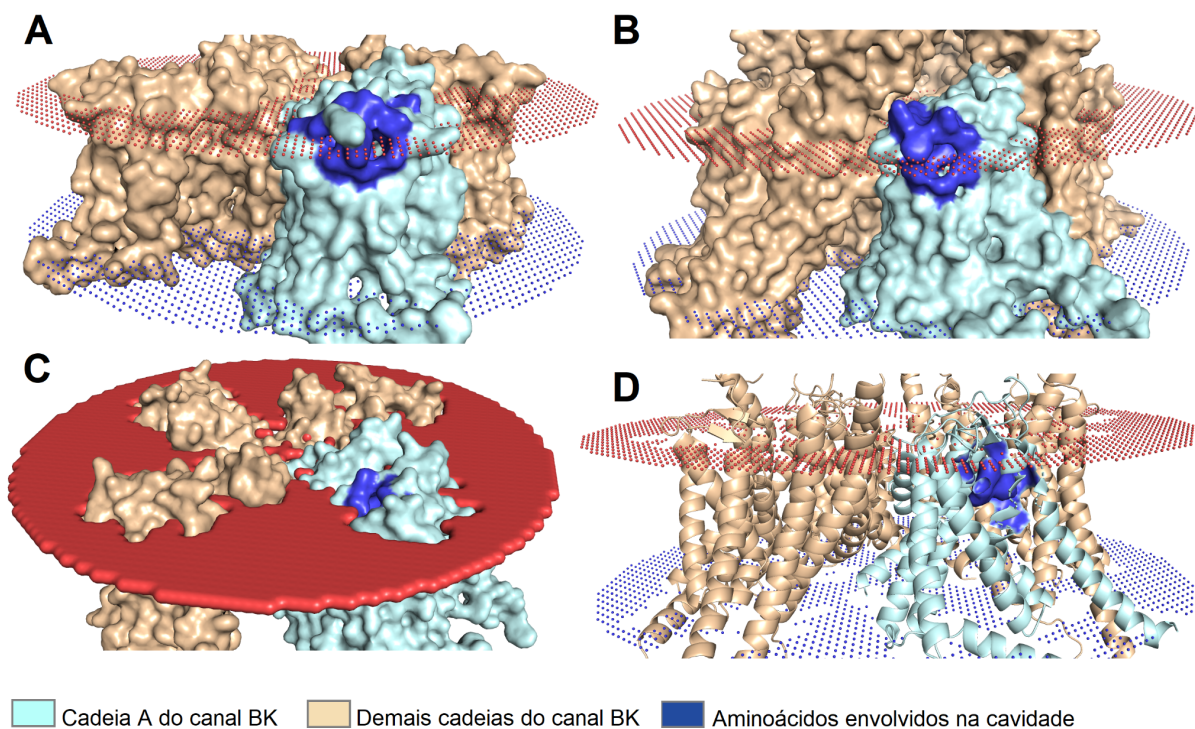 A
B
C
D
Cadeia A do canal BK
Demais cadeias do canal BK
Aminoácidos envolvidos na cavidade